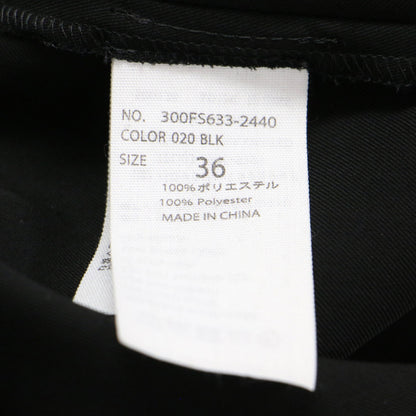 NO. 300FS633-2440
COLOR 020 BLK
SIZE 36
100%ポリエステル
100% Polyester
MADE IN CHINA